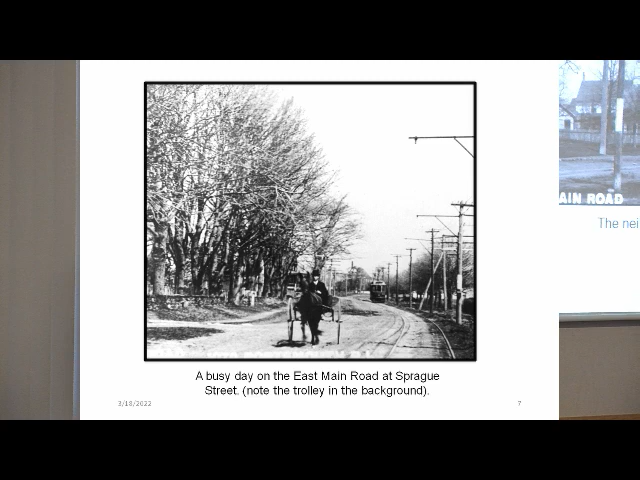 A busy day on the East Main Road at Sprague
Street. (note the trolley in the background).
3/18/2022
7
AIN ROAD
The nei